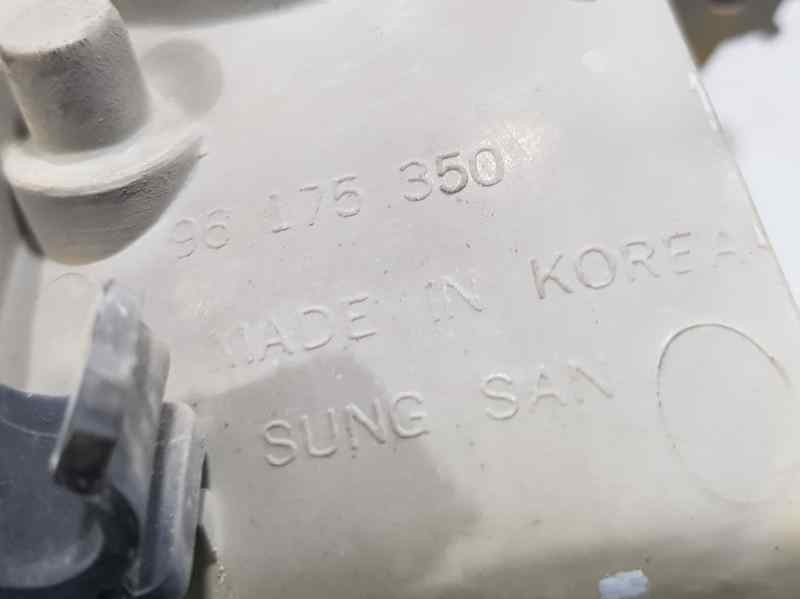 96 175 350
MADE IN KOREA
SUNG SAN